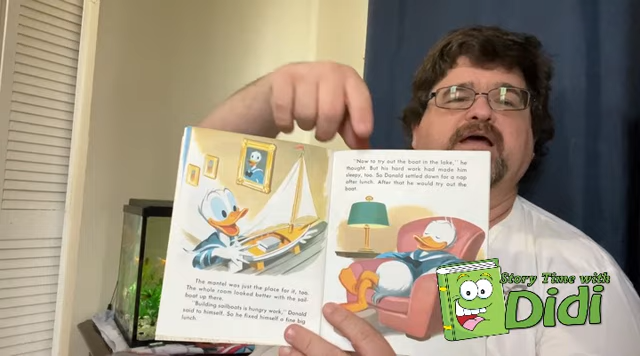 The mantel was just the place for it, too.
The whole room looked better with the sail-
boat up there.
"Building sailboats is hungry work," Donald
said to himself. So he fixed himself a fine big
lunch.
"Now to try out the boat in the lake," he
thought. But his hard work had made him
sleepy, too. So Donald settled down for a nap
after lunch. After that he would try out the
boat.
Story Time with
Didi